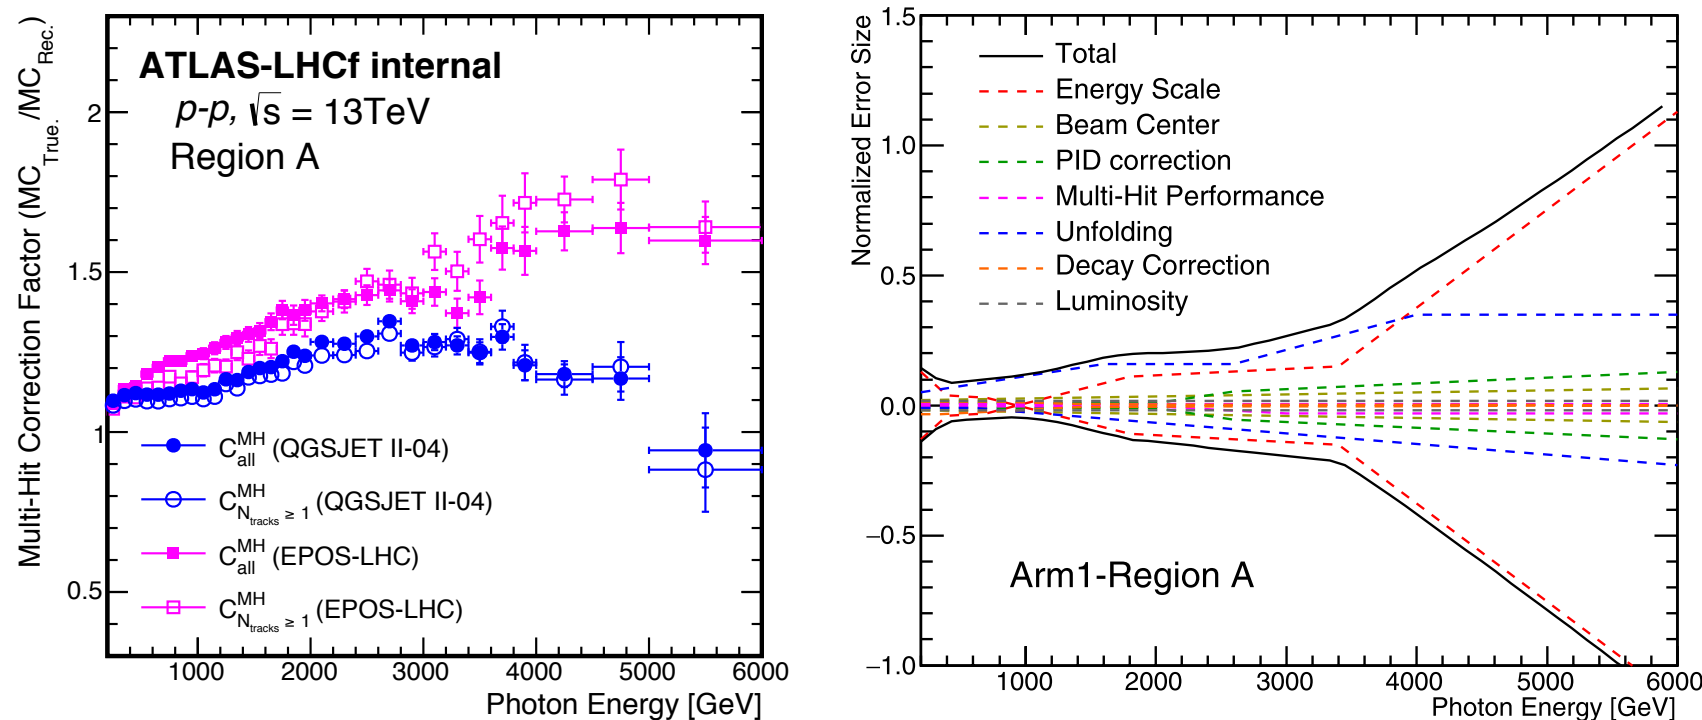 Multi-Hit Correction Factor (MC_True. /MC_Rec.)
ATLAS-LHCf internal
p-p, √s = 13TeV
Region A
2
1.5
1
0.5
C^MH_all (QGSJET II-04)
C^MH_N_tracks ≥ 1 (QGSJET II-04)
C^MH_all (EPOS-LHC)
C^MH_N_tracks ≥ 1 (EPOS-LHC)
1000 2000 3000 4000 5000 6000
Photon Energy [GeV]
Normalized Error Size
1.5
1.0
0.5
0.0
−0.5
−1.0
Total
Energy Scale
Beam Center
PID correction
Multi-Hit Performance
Unfolding
Decay Correction
Luminosity
Arm1-Region A
1000 2000 3000 4000 5000 6000
Photon Energy [GeV]